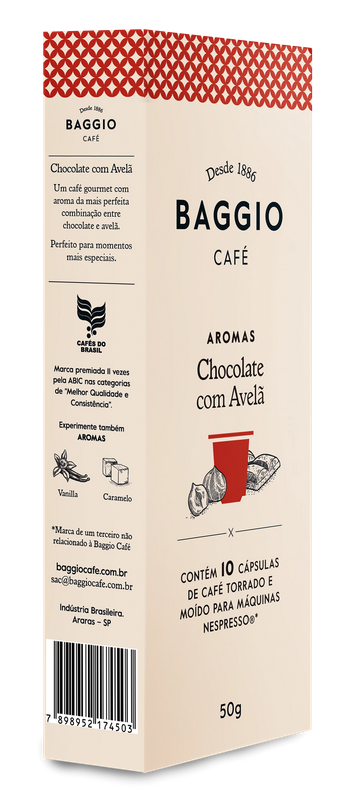 Desde 1886
BAGGIO
CAFÉ
Chocolate com Avelã
Um café gourmet com
aroma da mais perfeita
combinação entre
chocolate e avelã.
Perfeito para momentos
mais especiais.
CAFÉS DO
BRASIL
Marca premiada 11 vezes
pela ABIC nas categorias
de "Melhor Qualidade e
Consistência".
Experimente também
AROMAS
Vanilla
Caramelo
*Marca de um terceiro não
relacionado à Baggio Café
baggiocafe.com.br
sac@baggiocafe.com.br
Indústria Brasileira.
Araras – SP
7 898952 174503
Desde 1886
BAGGIO
CAFÉ
AROMAS
Chocolate
com Avelã
X
CONTÉM 10 CÁPSULAS
DE CAFÉ TORRADO E
MOÍDO PARA MÁQUINAS
NESPRESSO®*
50g